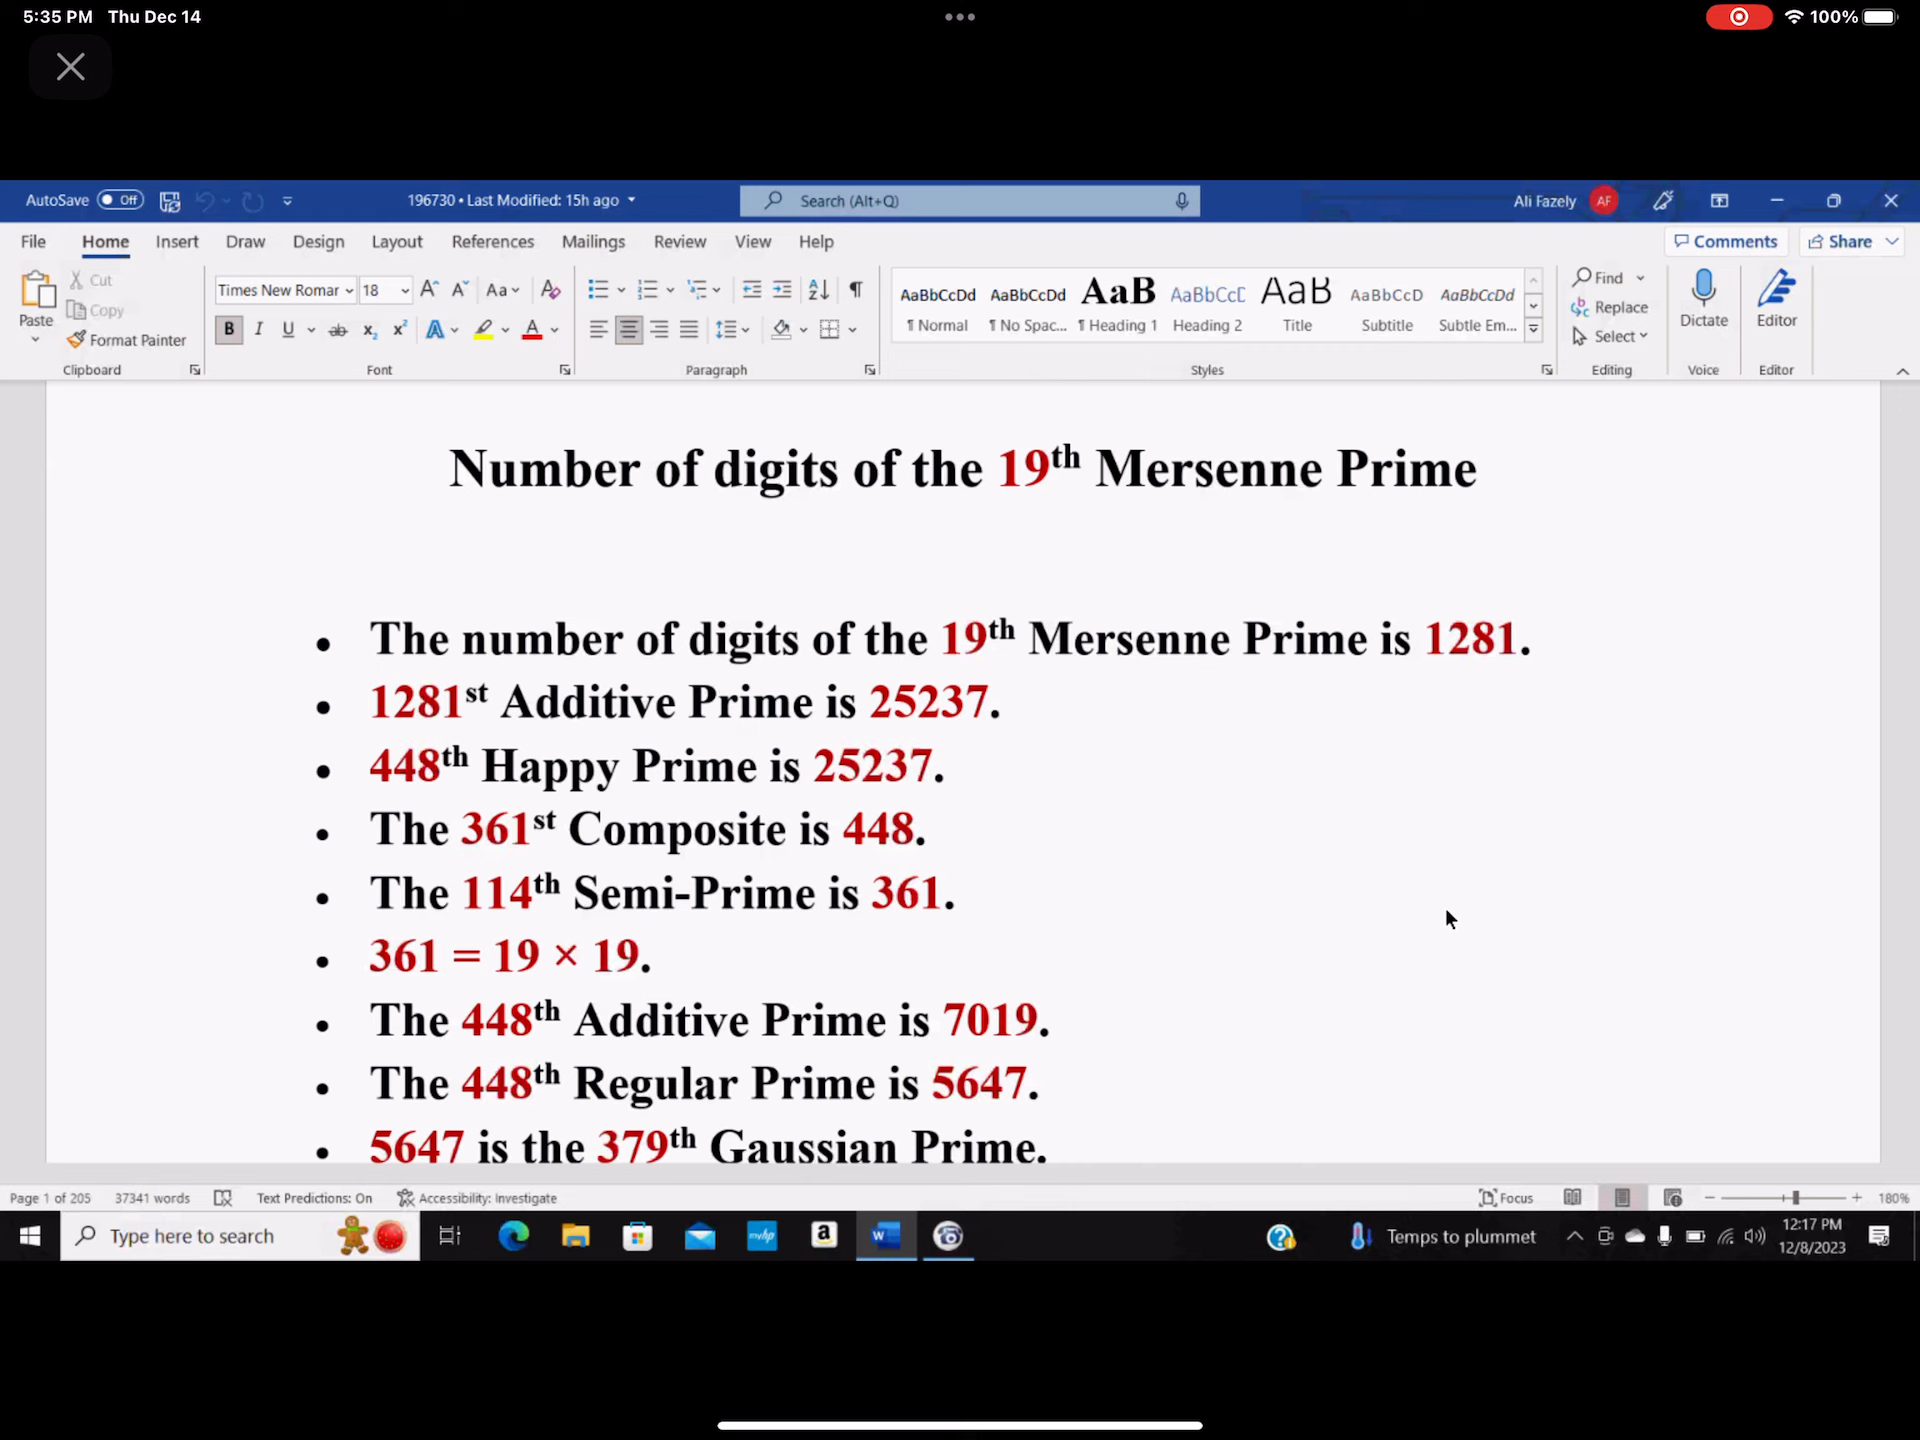 5:35 PM Thu Dec 14 100%
AutoSave Off 196730 • Last Modified: 15h ago Search (Alt+Q) Ali Fazely AF
File Home Insert Draw Design Layout References Mailings Review View Help Comments Share
Paste Cut Copy Format Painter
Times New Romar 18 Aa
B I U ab x₂ x² A A
AaBbCcDd AaBbCcDd AaB AaBbCcC AaB AaBbCcD AaBbCcDd
¶ Normal ¶ No Spac... ¶ Heading 1 Heading 2 Title Subtitle Subtle Em...
Find Replace Select Dictate Editor
Clipboard Font Paragraph Styles Editing Voice Editor
Number of digits of the 19th Mersenne Prime
• The number of digits of the 19th Mersenne Prime is 1281.
• 1281st Additive Prime is 25237.
• 448th Happy Prime is 25237.
• The 361st Composite is 448.
• The 114th Semi-Prime is 361.
• 361 = 19 × 19.
• The 448th Additive Prime is 7019.
• The 448th Regular Prime is 5647.
• 5647 is the 379th Gaussian Prime.
Page 1 of 205 37341 words Text Predictions: On Accessibility: Investigate Focus 180%
Type here to search myhp a W Temps to plummet 12:17 PM
12/8/2023